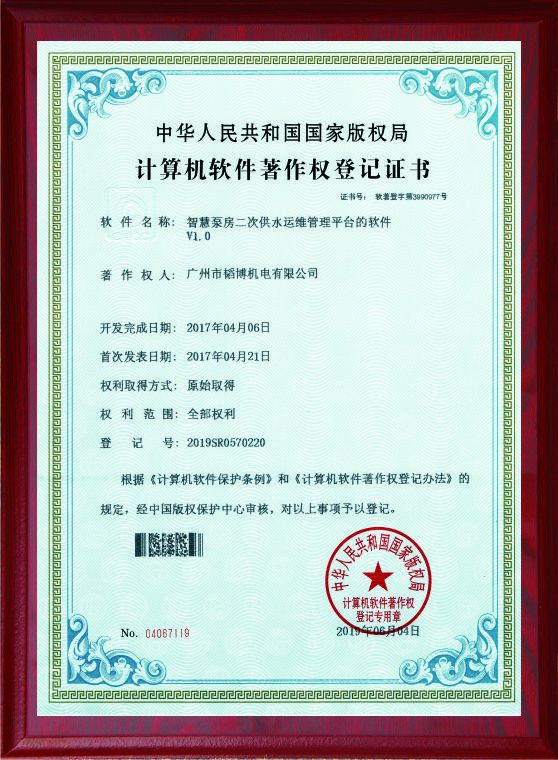 中华人民共和国国家版权局
计算机软件著作权登记证书
证书号: 软著登字第3990977号
软件名称: 智慧泵房二次供水运维管理平台的软件
V1.0
著作权人: 广州市韬博机电有限公司
开发完成日期: 2017年04月06日
首次发表日期: 2017年04月21日
权利取得方式: 原始取得
权利范围: 全部权利
登记号: 2019SR0570220
根据《计算机软件保护条例》和《计算机软件著作权登记办法》的
规定，经中国版权保护中心审核，对以上事项予以登记。
中华人民共和国国家版权局
计算机软件著作权
登记专用章
No. 04067119
2019年06月04日